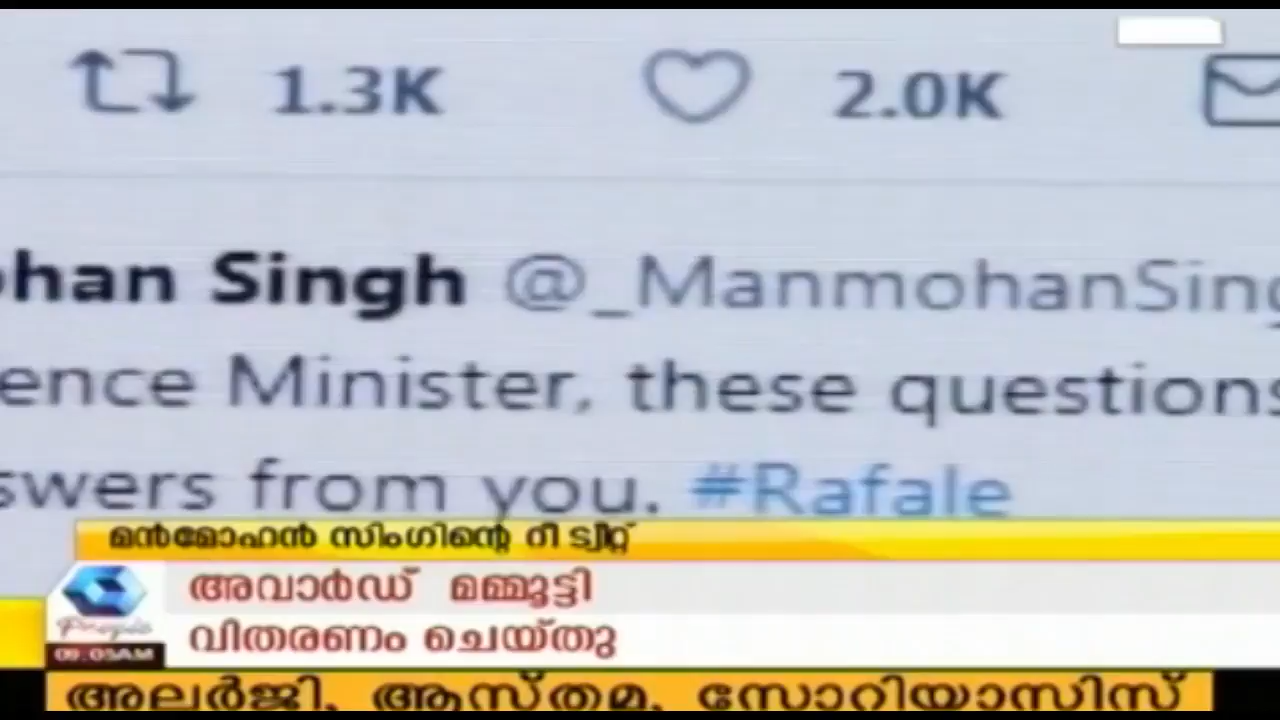 1.3K 2.0K
ohan Singh @_ManmohanSing
ence Minister, these questions
swers from you. #Rafale
മൻമോഹൻ സിംഗിന്റെ റീ ട്വീറ്റ്
അവാർഡ് മമ്മൂട്ടി
വിതരണം ചെയ്തു
People
09:05AM
അലർജി, ആസ്തമ, സോറിയാസിസ്